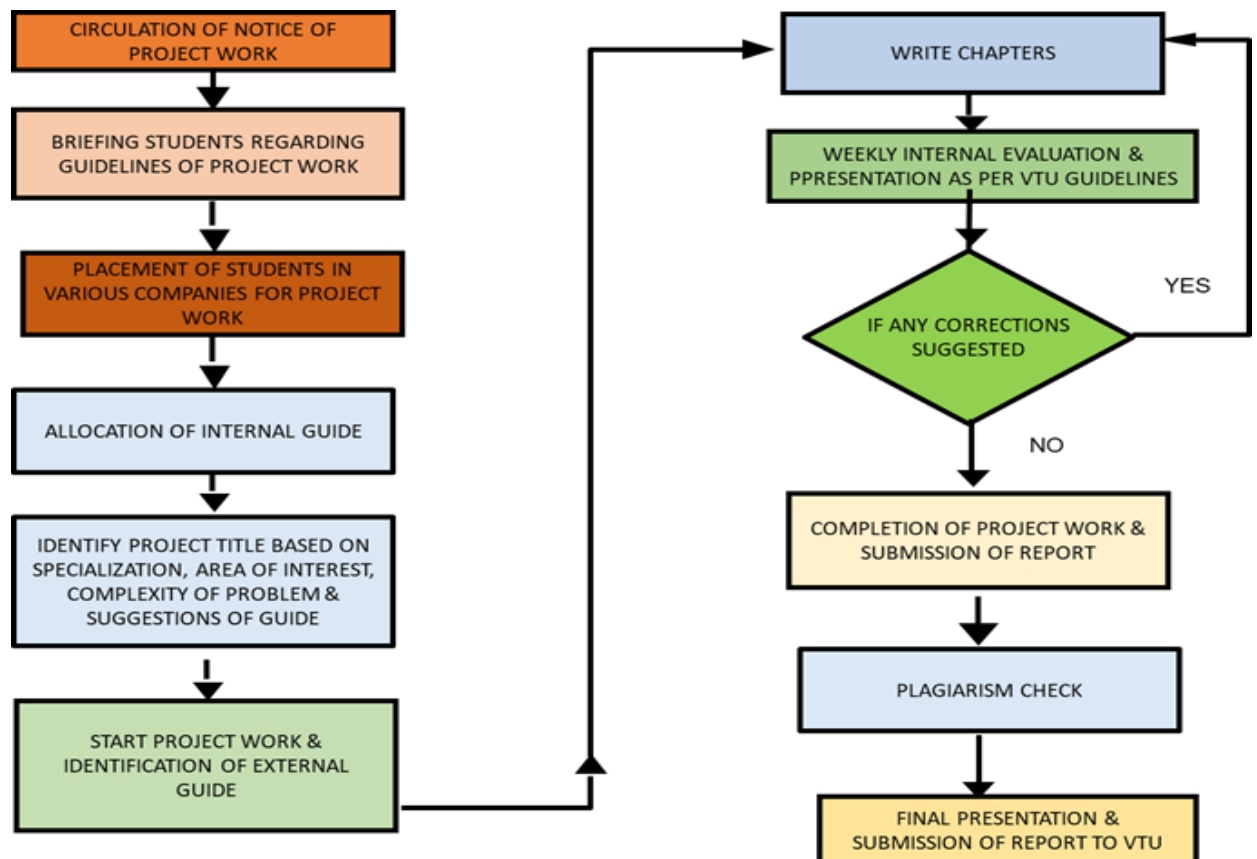 CIRCULATION OF NOTICE OF
PROJECT WORK
BRIEFING STUDENTS REGARDING
GUIDELINES OF PROJECT WORK
PLACEMENT OF STUDENTS IN
VARIOUS COMPANIES FOR PROJECT
WORK
ALLOCATION OF INTERNAL GUIDE
IDENTIFY PROJECT TITLE BASED ON
SPECIALIZATION, AREA OF INTEREST,
COMPLEXITY OF PROBLEM &
SUGGESTIONS OF GUIDE
START PROJECT WORK &
IDENTIFICATION OF EXTERNAL
GUIDE
WRITE CHAPTERS
WEEKLY INTERNAL EVALUATION &
PPRESENTATION AS PER VTU GUIDELINES
IF ANY CORRECTIONS
SUGGESTED
YES
NO
COMPLETION OF PROJECT WORK &
SUBMISSION OF REPORT
PLAGIARISM CHECK
FINAL PRESENTATION &
SUBMISSION OF REPORT TO VTU